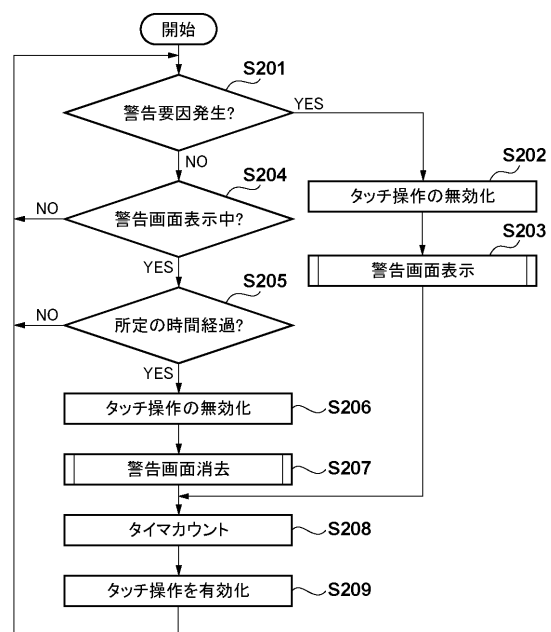 開始
S201
警告要因発生?
YES
NO
S202
タッチ操作の無効化
S204
警告画面表示中?
NO
YES
S203
警告画面表示
S205
所定の時間経過?
NO
YES
タッチ操作の無効化
S206
警告画面消去
S207
タイマカウント
S208
タッチ操作を有効化
S209